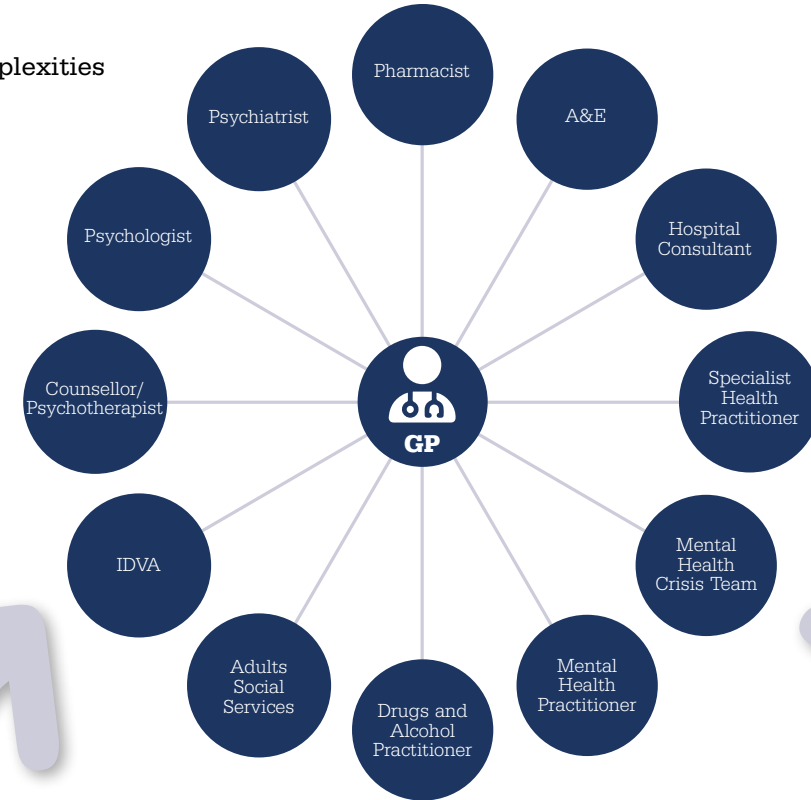 plexities
Pharmacist
A&E
Hospital
Consultant
Specialist
Health
Practitioner
Mental
Health
Crisis Team
Mental
Health
Practitioner
Drugs and
Alcohol
Practitioner
Adults
Social
Services
IDVA
Counsellor/
Psychotherapist
Psychologist
Psychiatrist
GP